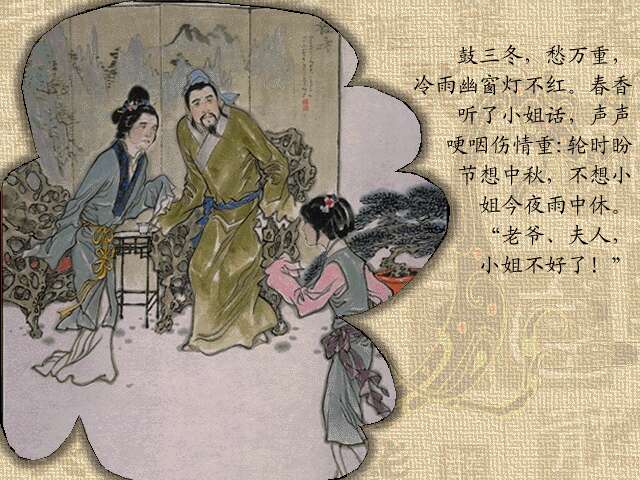 鼓三冬，愁万重，
冷雨幽窗灯不红。春香
听了小姐话，声声
哽咽伤情重:轮时盼
节想中秋，不想小
姐今夜雨中休。
“老爷、夫人，
小姐不好了！”